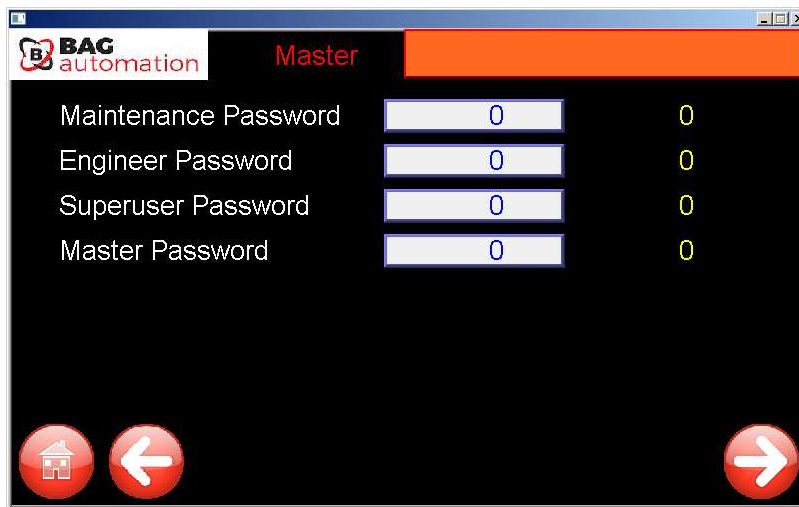 B BAG
automation
Master
Maintenance Password 0 0
Engineer Password 0 0
Superuser Password 0 0
Master Password 0 0